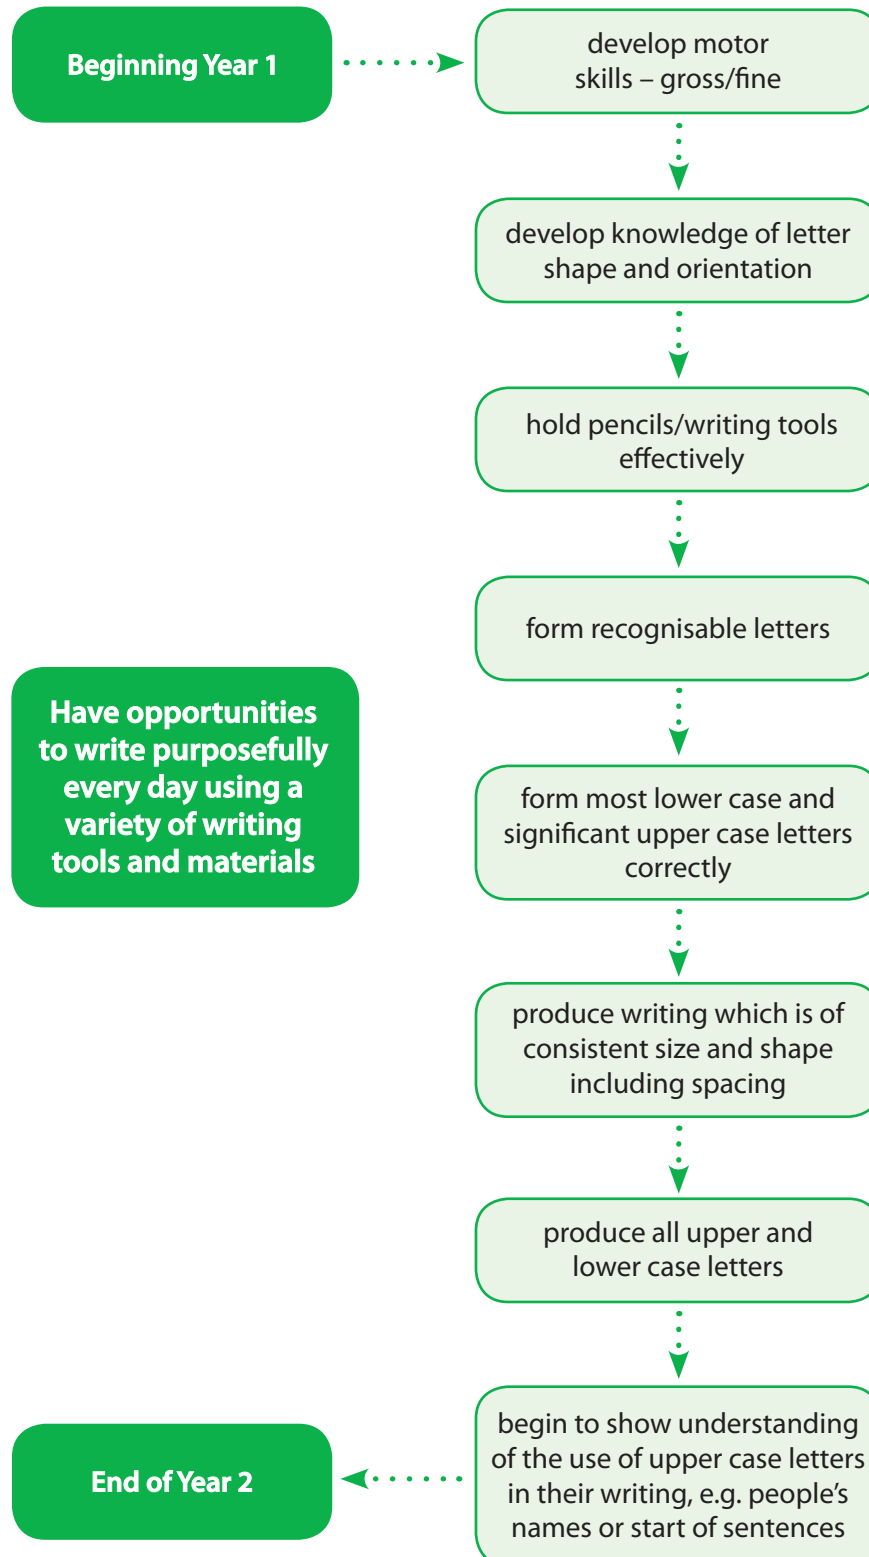 Beginning Year 1
develop motor
skills – gross/fine
develop knowledge of letter
shape and orientation
hold pencils/writing tools
effectively
form recognisable letters
Have opportunities
to write purposefully
every day using a
variety of writing
tools and materials
form most lower case and
significant upper case letters
correctly
produce writing which is of
consistent size and shape
including spacing
produce all upper and
lower case letters
begin to show understanding
of the use of upper case letters
in their writing, e.g. people’s
names or start of sentences
End of Year 2